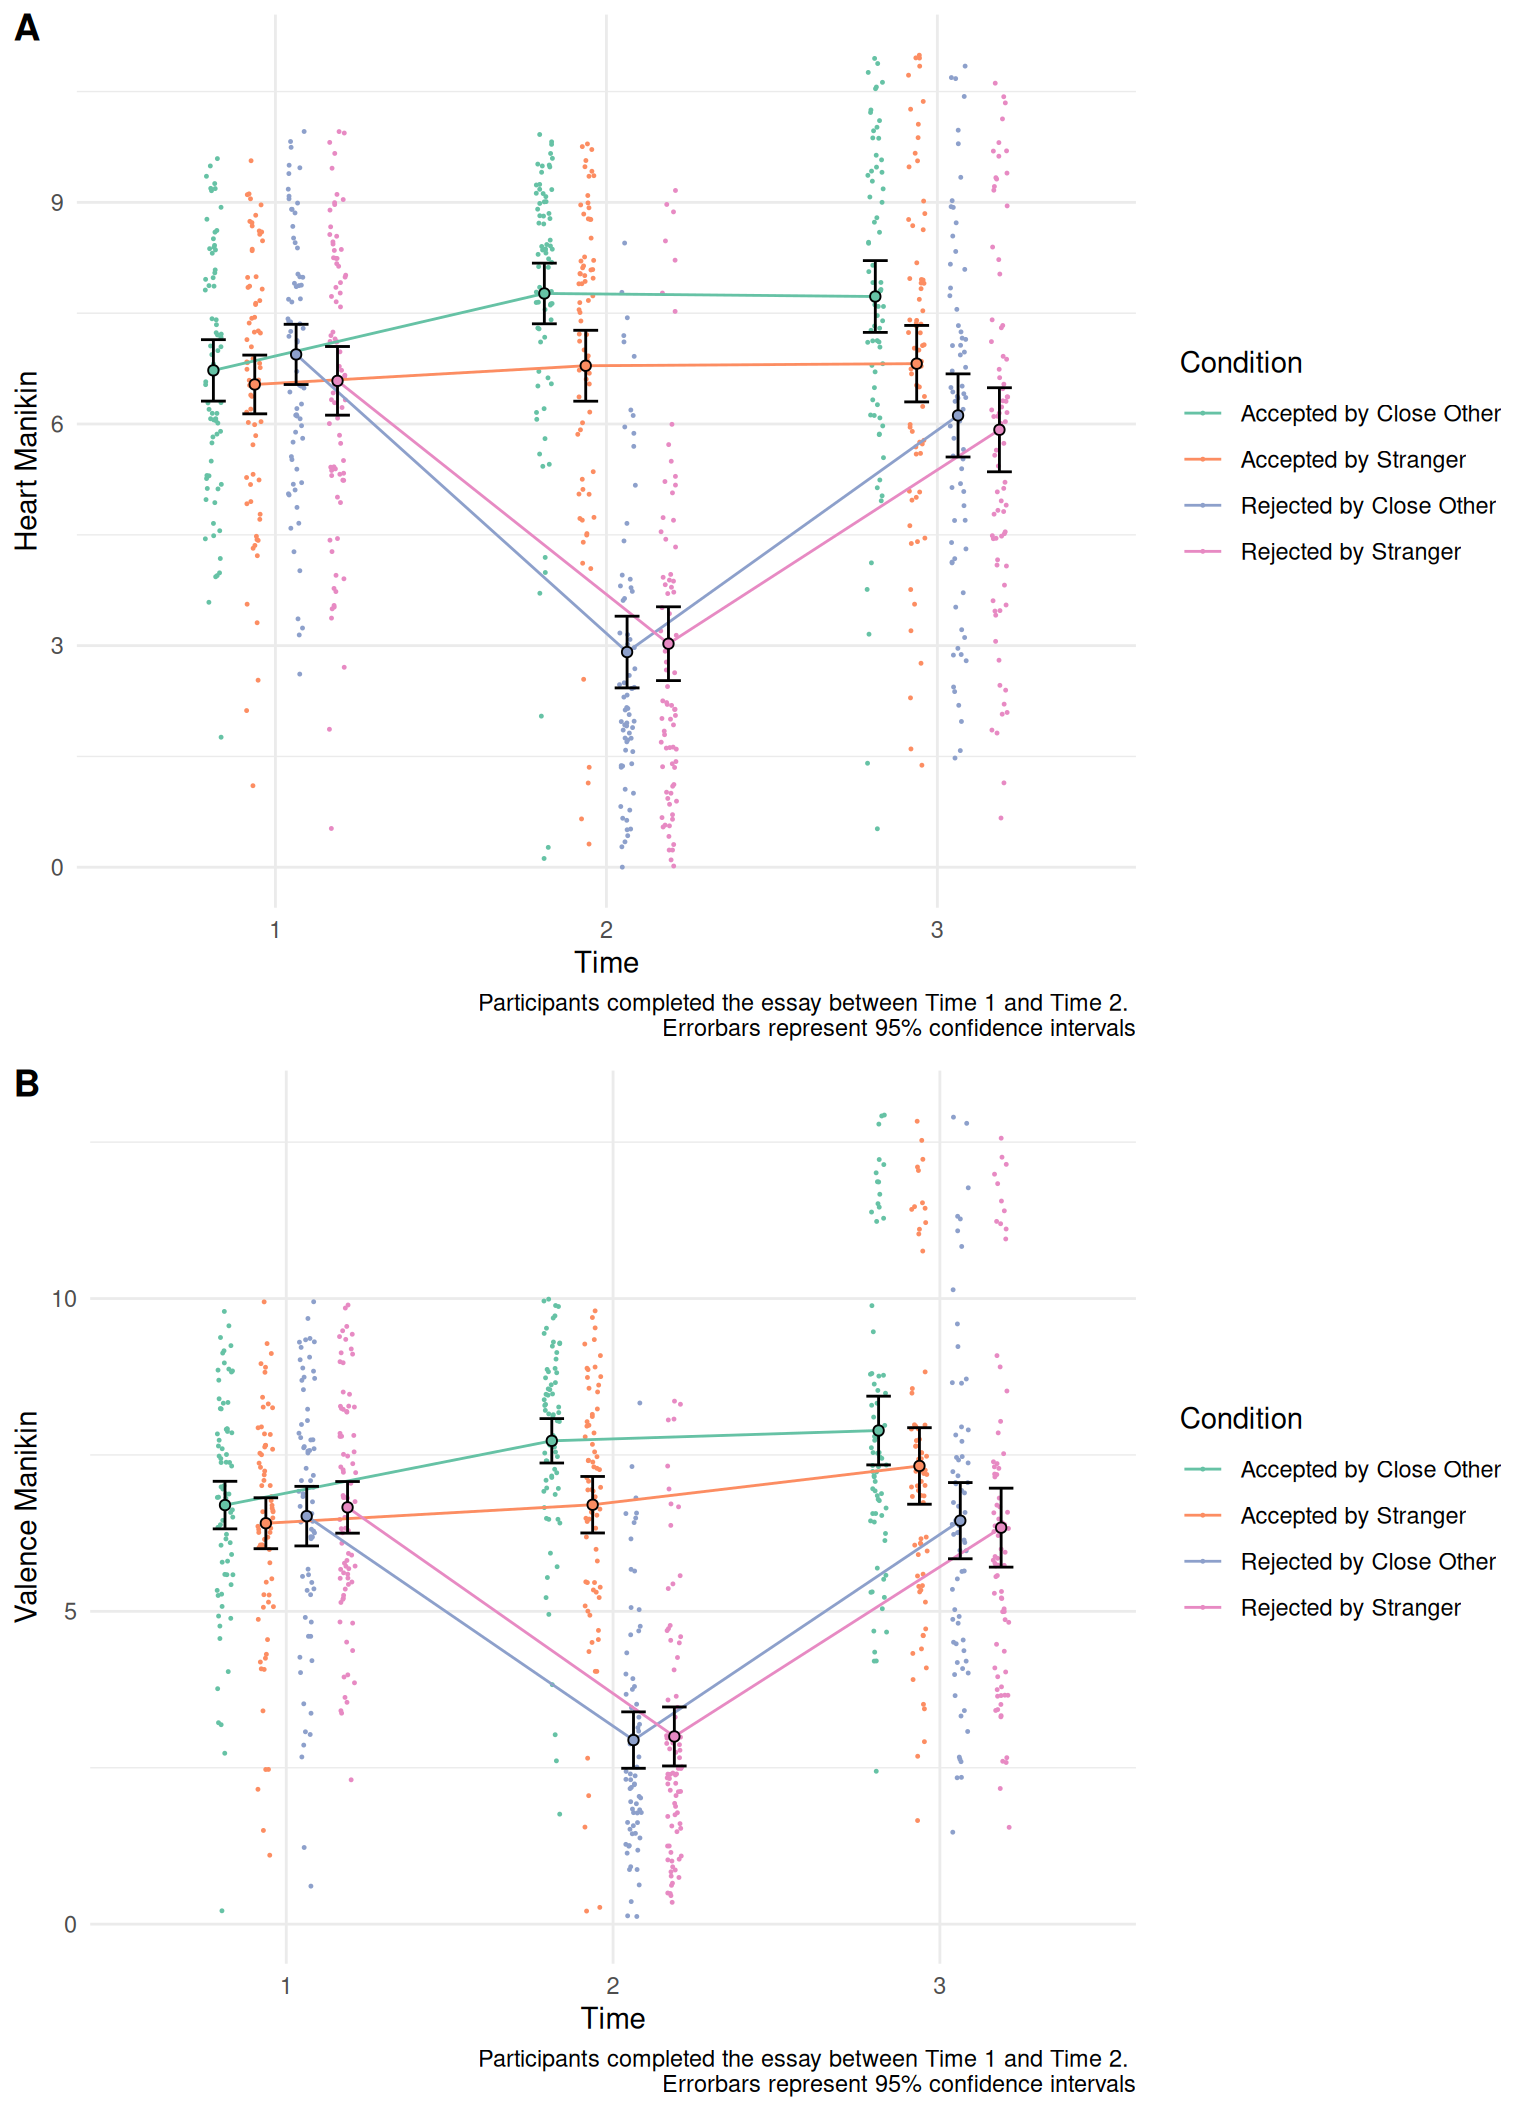 A
9
6
3
0
Heart Manikin
1 2 3
Time
Participants completed the essay between Time 1 and Time 2.
Errorbars represent 95% confidence intervals
Condition
Accepted by Close Other
Accepted by Stranger
Rejected by Close Other
Rejected by Stranger
B
10
5
0
Valence Manikin
1 2 3
Time
Participants completed the essay between Time 1 and Time 2.
Errorbars represent 95% confidence intervals
Condition
Accepted by Close Other
Accepted by Stranger
Rejected by Close Other
Rejected by Stranger